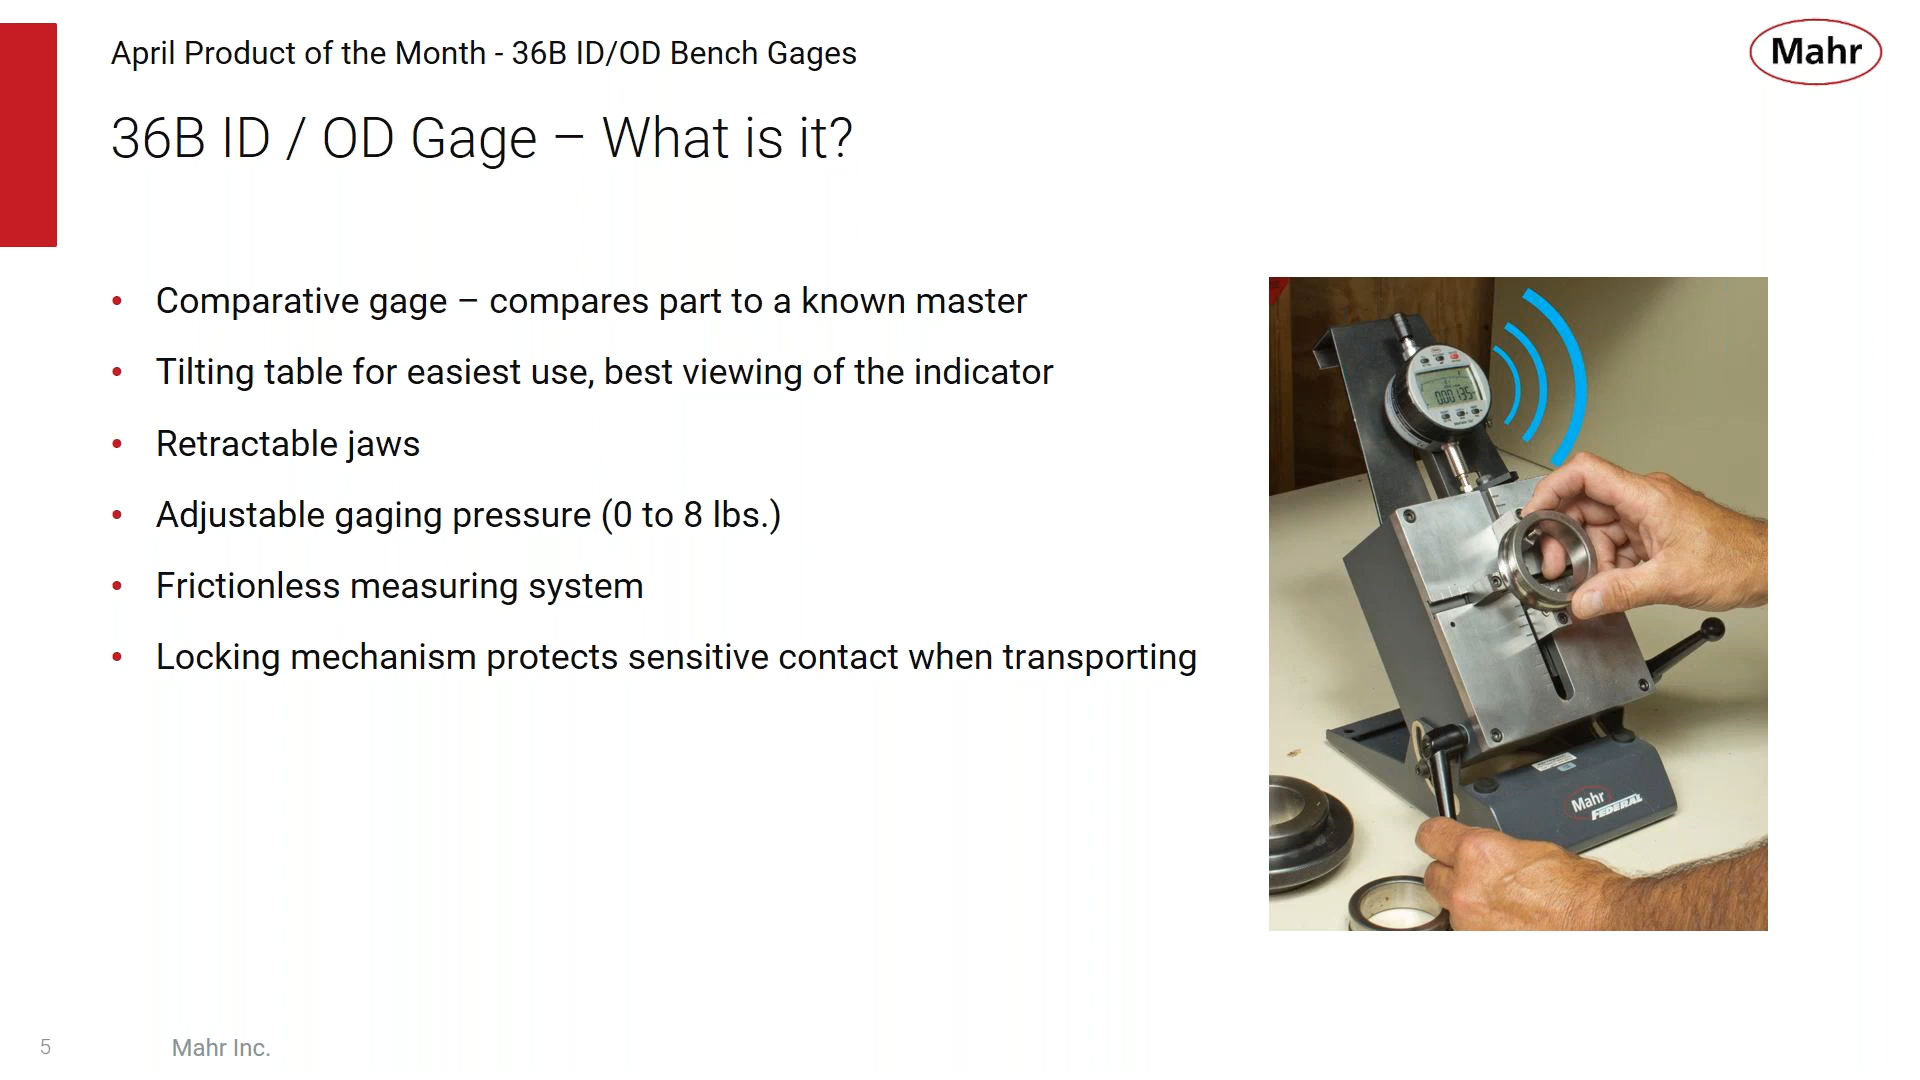 April Product of the Month - 36B ID/OD Bench Gages
Mahr
36B ID / OD Gage – What is it?
• Comparative gage – compares part to a known master
• Tilting table for easiest use, best viewing of the indicator
• Retractable jaws
• Adjustable gaging pressure (0 to 8 lbs.)
• Frictionless measuring system
• Locking mechanism protects sensitive contact when transporting
Mahr
FEDERAL
5
Mahr Inc.